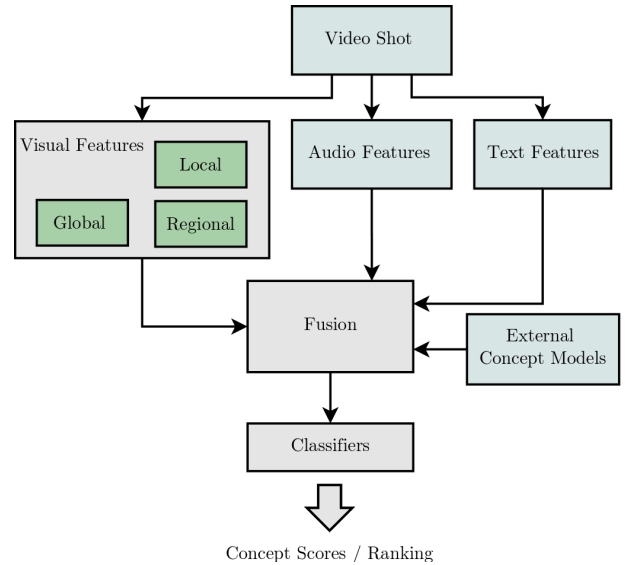 Video Shot
Visual Features
Local
Global
Regional
Audio Features
Text Features
Fusion
External
Concept Models
Classifiers
Concept Scores / Ranking